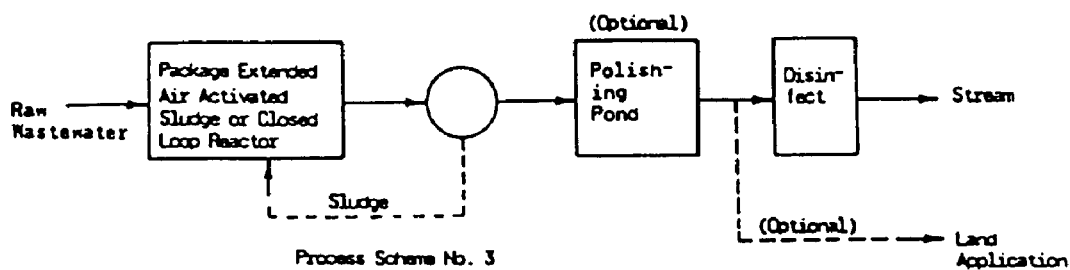 (Optional)
Raw
Wastewater
Package Extended
Air Activated
Sludge or Closed
Loop Reactor
Polish-
ing
Pond
Disin-
fect
Stream
Sludge
(Optional)
Land
Application
Process Scheme No. 3